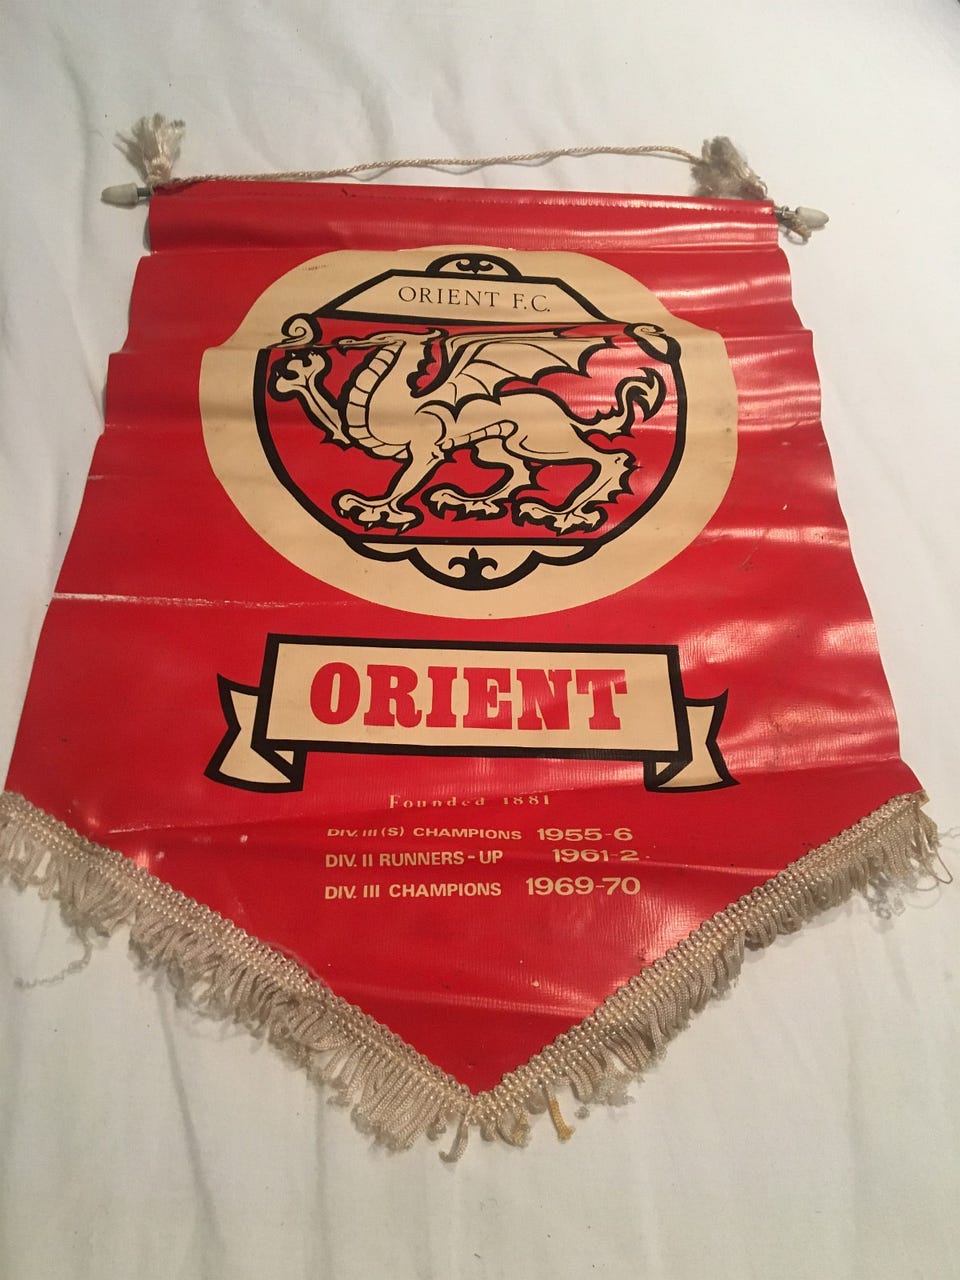 ORIENT F.C.
ORIENT
Founded 1881
DIV. III (S) CHAMPIONS 1955-6
DIV. II RUNNERS-UP 1961-2
DIV. III CHAMPIONS 1969-70